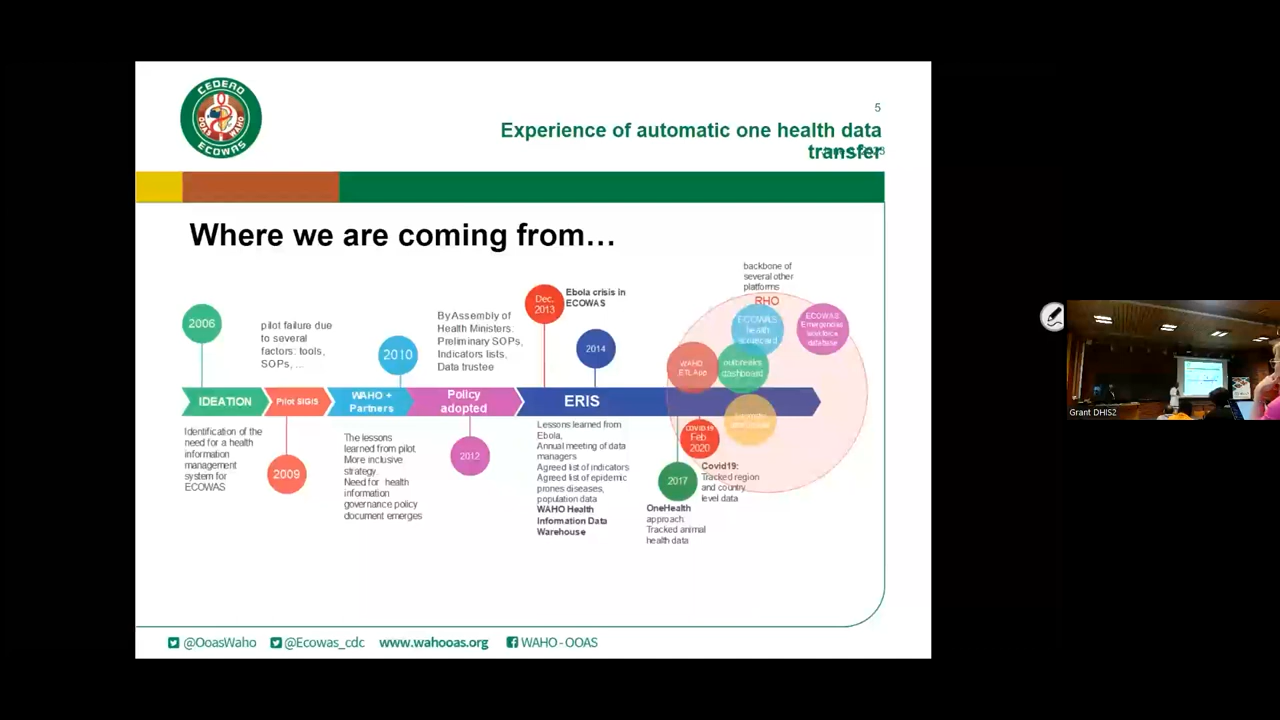 CEDEAO
OOAS WAHO
ECOWAS
5
Experience of automatic one health data
transfer
Where we are coming from…
2006
IDEATION
Identification of the
need for a health
information
management
system for
ECOWAS
pilot failure due
to several
factors: tools,
SOPs, ...
Pilot SIGIS
2009
2010
WAHO +
Partners
The lessons
learned from pilot.
More inclusive
strategy.
Need for health
information
governance policy
document emerges
By Assembly of
Health Ministers.
Preliminary SOPs,
Indicators lists,
Data trustee
Policy
adopted
2012
Dec.
2013
Ebola crisis in
ECOWAS
2014
ERIS
Lessons learned from
Ebola,
Annual meeting of data
managers
Agreed list of indicators
Agreed list of epidemic
prones diseases,
population data
WAHO Health
Information Data
Warehouse
2017
OneHealth
approach.
Tracked animal
health data
COVID19
Feb
2020
Covid19:
Tracked region
and country
level data
backbone of
several other
platforms
RHO
WAHO
ETL App
ECOWAS
health
scorecard
outbreaks
dashboard
ECOWAS
Emergencies
workforce
database
@OoasWaho
@Ecowas_cdc
www.wahooas.org
WAHO - OOAS
Grant DHIS2